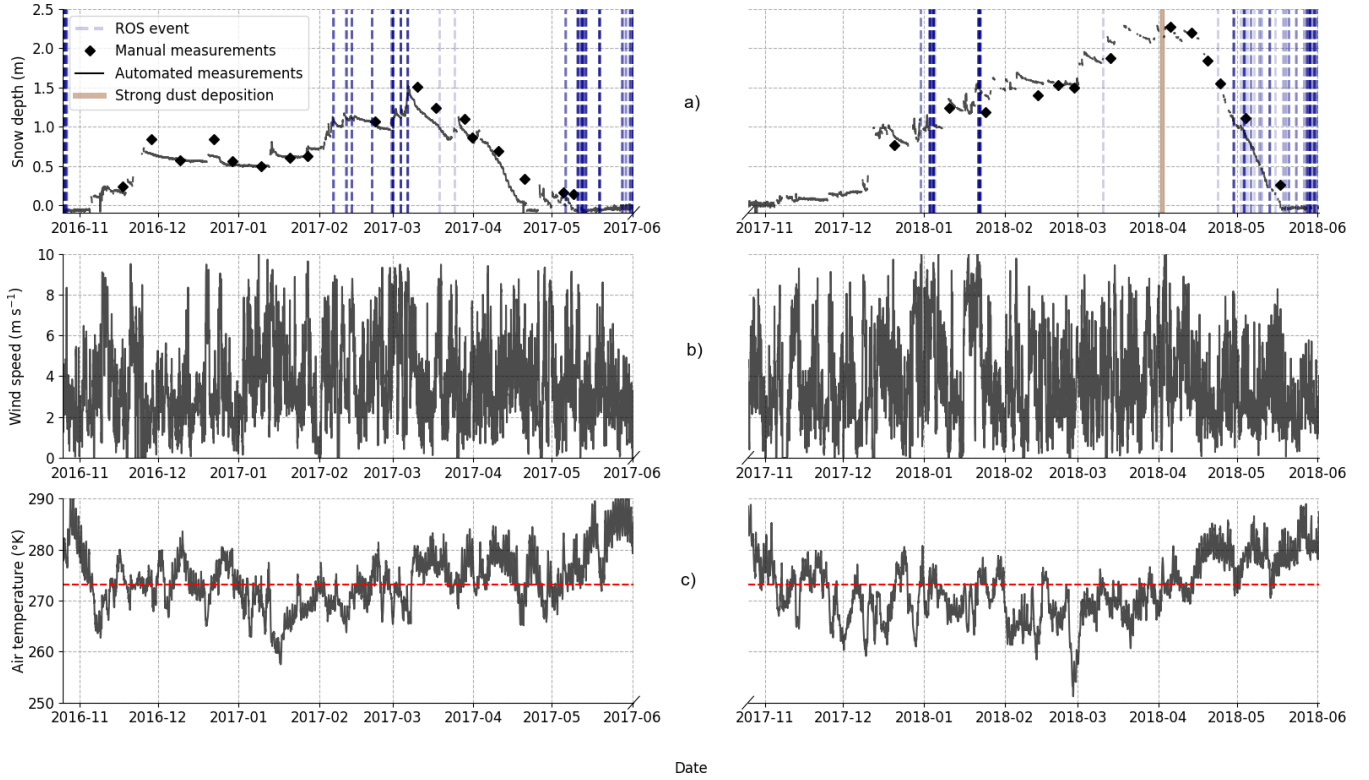 2.5
2.0
1.5
1.0
0.5
0.0
Snow depth (m)
ROS event
Manual measurements
Automated measurements
Strong dust deposition
a)
2016-11 2016-12 2017-01 2017-02 2017-03 2017-04 2017-05 2017-06
2017-11 2017-12 2018-01 2018-02 2018-03 2018-04 2018-05 2018-06
10
8
6
4
2
0
Wind speed (m s⁻¹)
b)
2016-11 2016-12 2017-01 2017-02 2017-03 2017-04 2017-05 2017-06
2017-11 2017-12 2018-01 2018-02 2018-03 2018-04 2018-05 2018-06
290
280
270
260
250
Air temperature (°K)
c)
2016-11 2016-12 2017-01 2017-02 2017-03 2017-04 2017-05 2017-06
2017-11 2017-12 2018-01 2018-02 2018-03 2018-04 2018-05 2018-06
Date